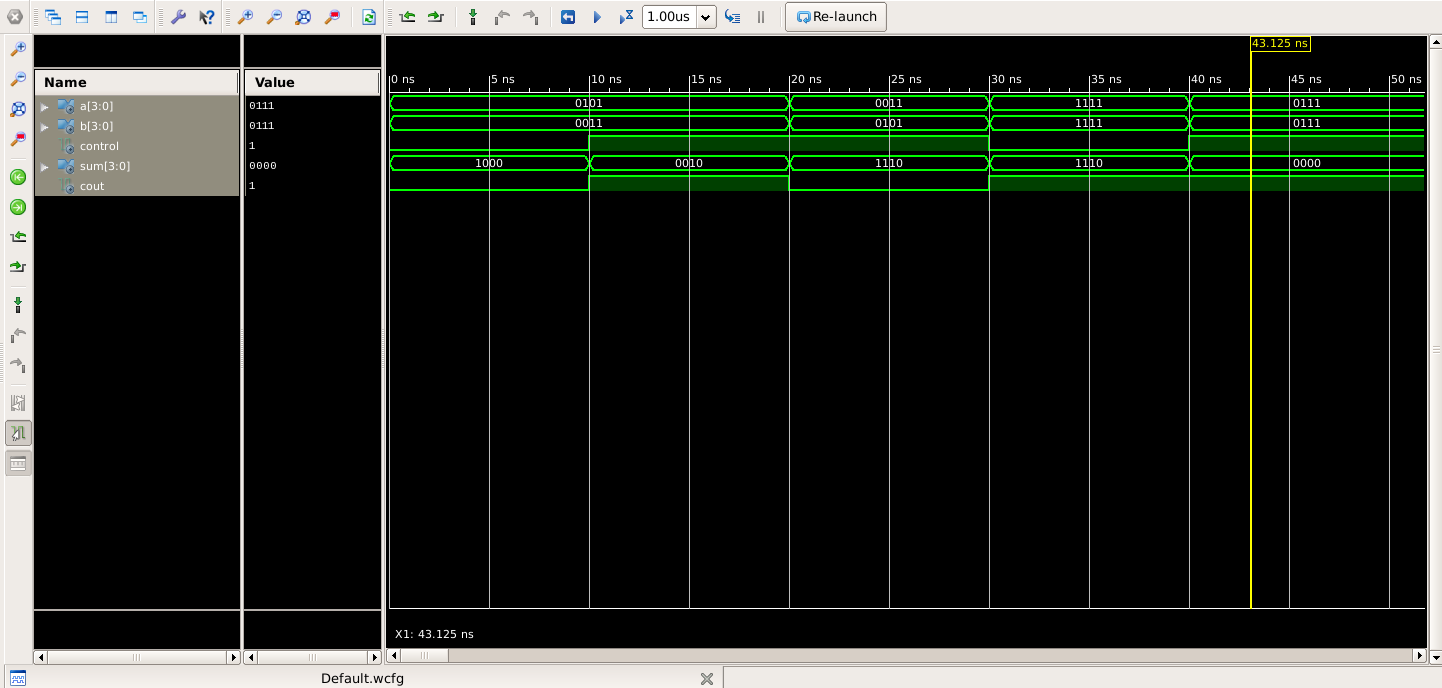 1.00us Re-launch
43.125 ns
Name Value 0 ns 5 ns 10 ns 15 ns 20 ns 25 ns 30 ns 35 ns 40 ns 45 ns 50 ns
a[3:0] 0111 0101 0011 1111 0111
b[3:0] 0111 0011 0101 1111 0111
control 1
sum[3:0] 0000 1000 0010 1110 1110 0000
cout 1
X1: 43.125 ns
Default.wcfg